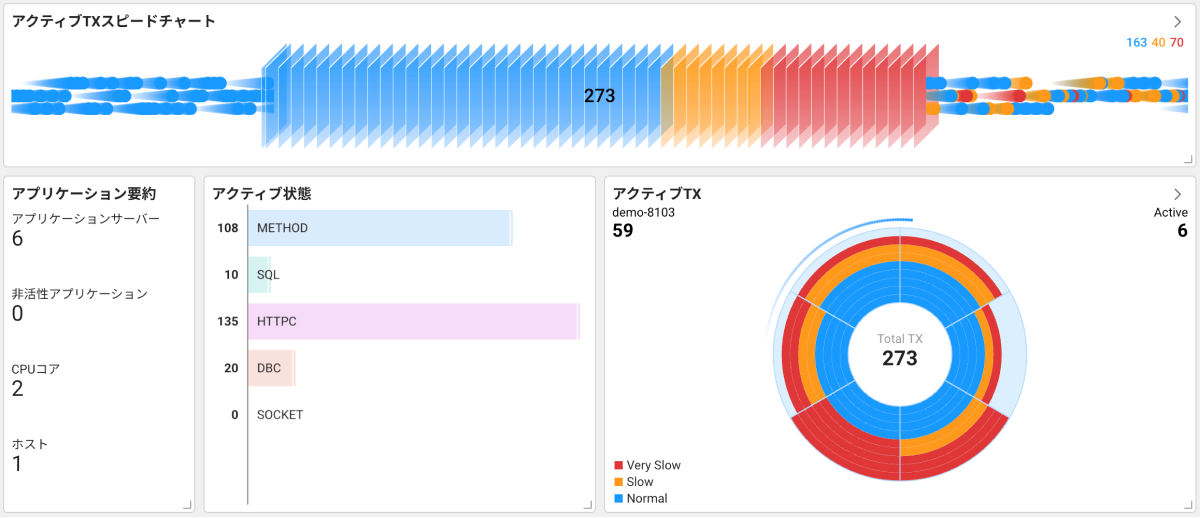 アクティブTXスピードチャート
163 40 70
273
アプリケーション要約
アプリケーションサーバー
6
非活性アプリケーション
0
CPUコア
2
ホスト
1
アクティブ状態
108 METHOD
10 SQL
135 HTTPC
20 DBC
0 SOCKET
アクティブTX
demo-8103 Active
59 6
Total TX
273
Very Slow
Slow
Normal